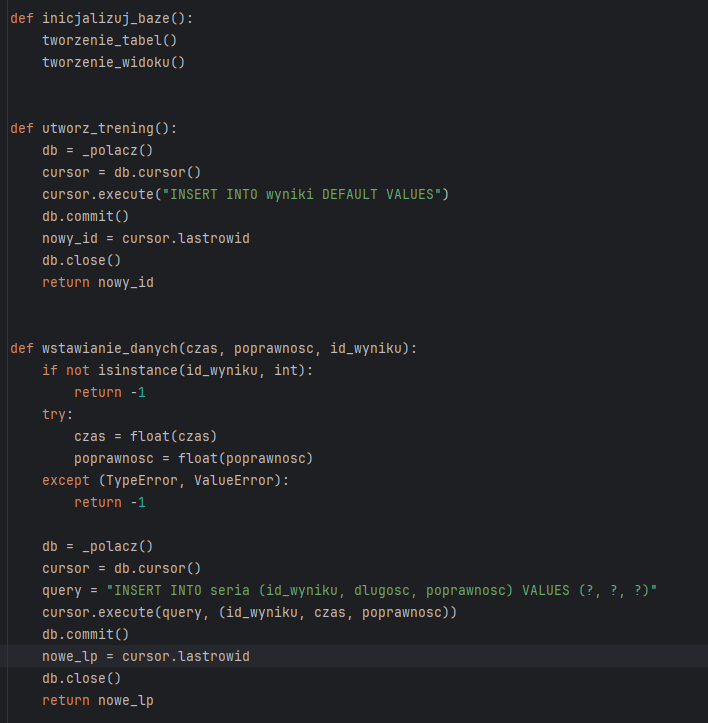 def inicjalizuj_baze():
    tworzenie_tabel()
    tworzenie_widoku()
def utworz_trening():
    db = _polacz()
    cursor = db.cursor()
    cursor.execute("INSERT INTO wyniki DEFAULT VALUES")
    db.commit()
    nowy_id = cursor.lastrowid
    db.close()
    return nowy_id
def wstawianie_danych(czas, poprawnosc, id_wyniku):
    if not isinstance(id_wyniku, int):
        return -1
    try:
        czas = float(czas)
        poprawnosc = float(poprawnosc)
    except (TypeError, ValueError):
        return -1
    db = _polacz()
    cursor = db.cursor()
    query = "INSERT INTO seria (id_wyniku, dlugosc, poprawnosc) VALUES (?, ?, ?)"
    cursor.execute(query, (id_wyniku, czas, poprawnosc))
    db.commit()
    nowe_lp = cursor.lastrowid
    db.close()
    return nowe_lp